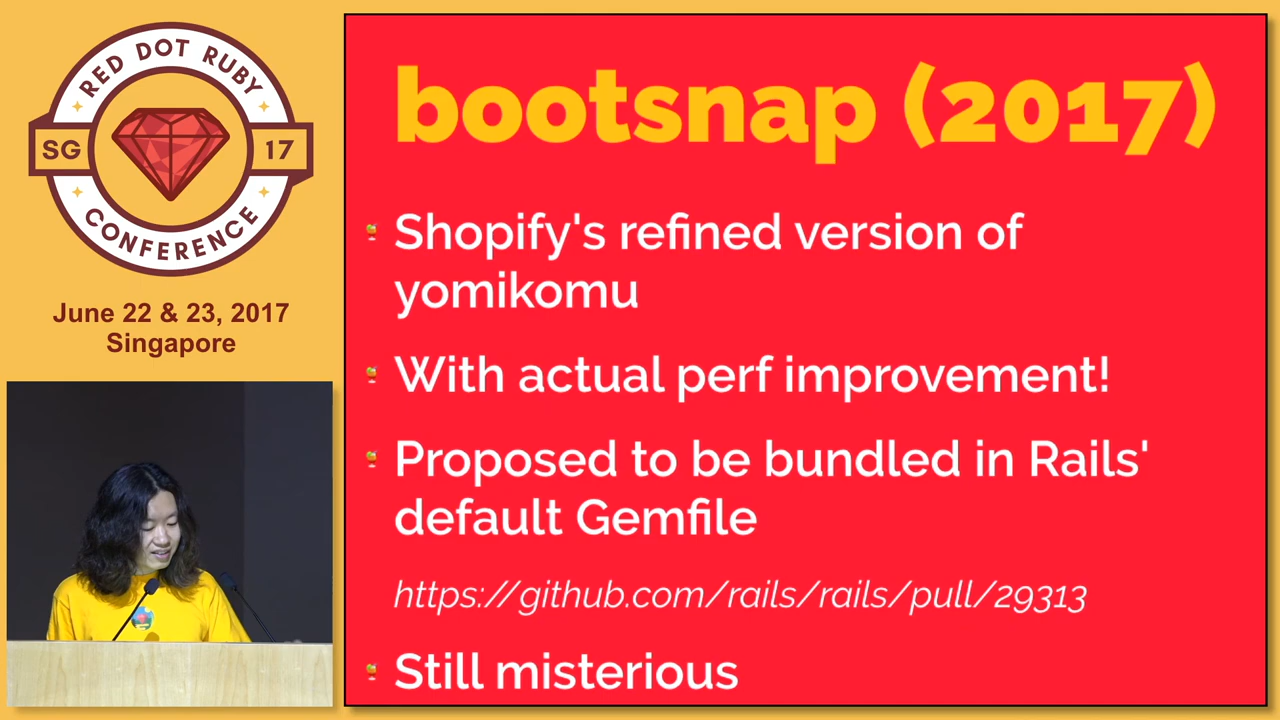 RED DOT RUBY
SG 17
CONFERENCE
June 22 & 23, 2017
Singapore
bootsnap (2017)
Shopify's refined version of
yomikomu
With actual perf improvement!
Proposed to be bundled in Rails'
default Gemfile
https://github.com/rails/rails/pull/29313
Still misterious